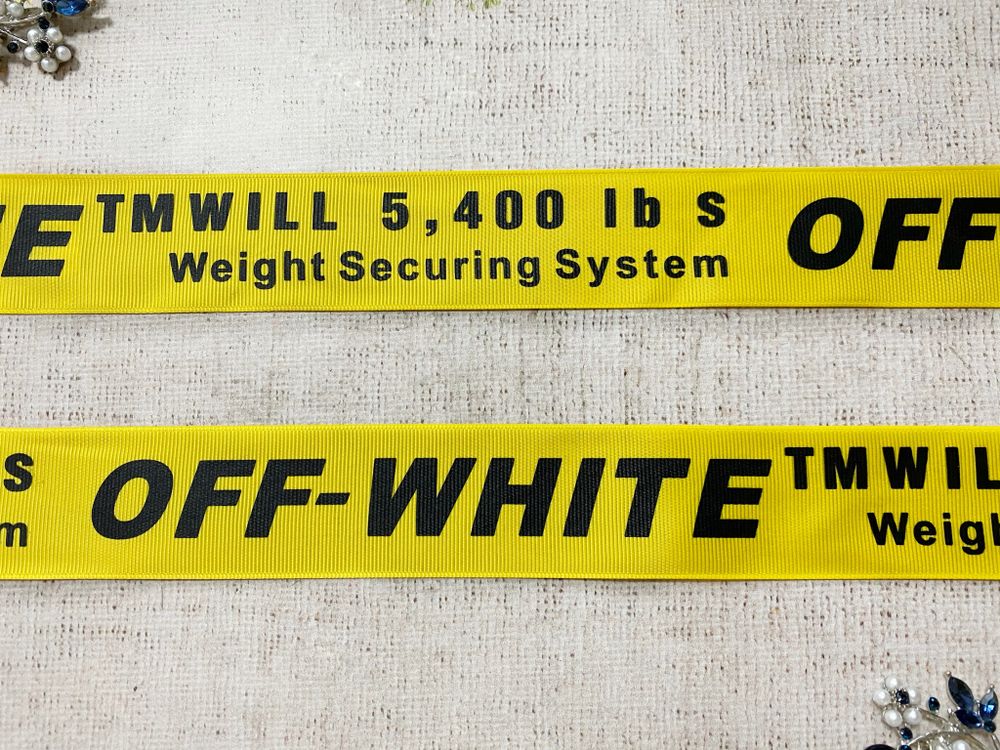 E TMWILL 5,400 lb S OFF
Weight Securing System
S OFF-WHITE TMWIL
m Weigh